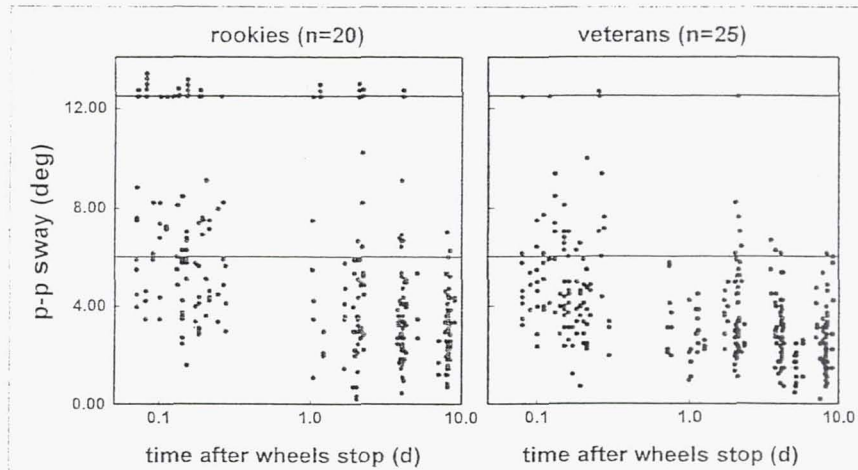 rookies (n=20) veterans (n=25)
12.00
8.00
p-p sway (deg)
4.00
0.00
0.1 1.0 10.0 0.1 1.0 10.0
time after wheels stop (d) time after wheels stop (d)